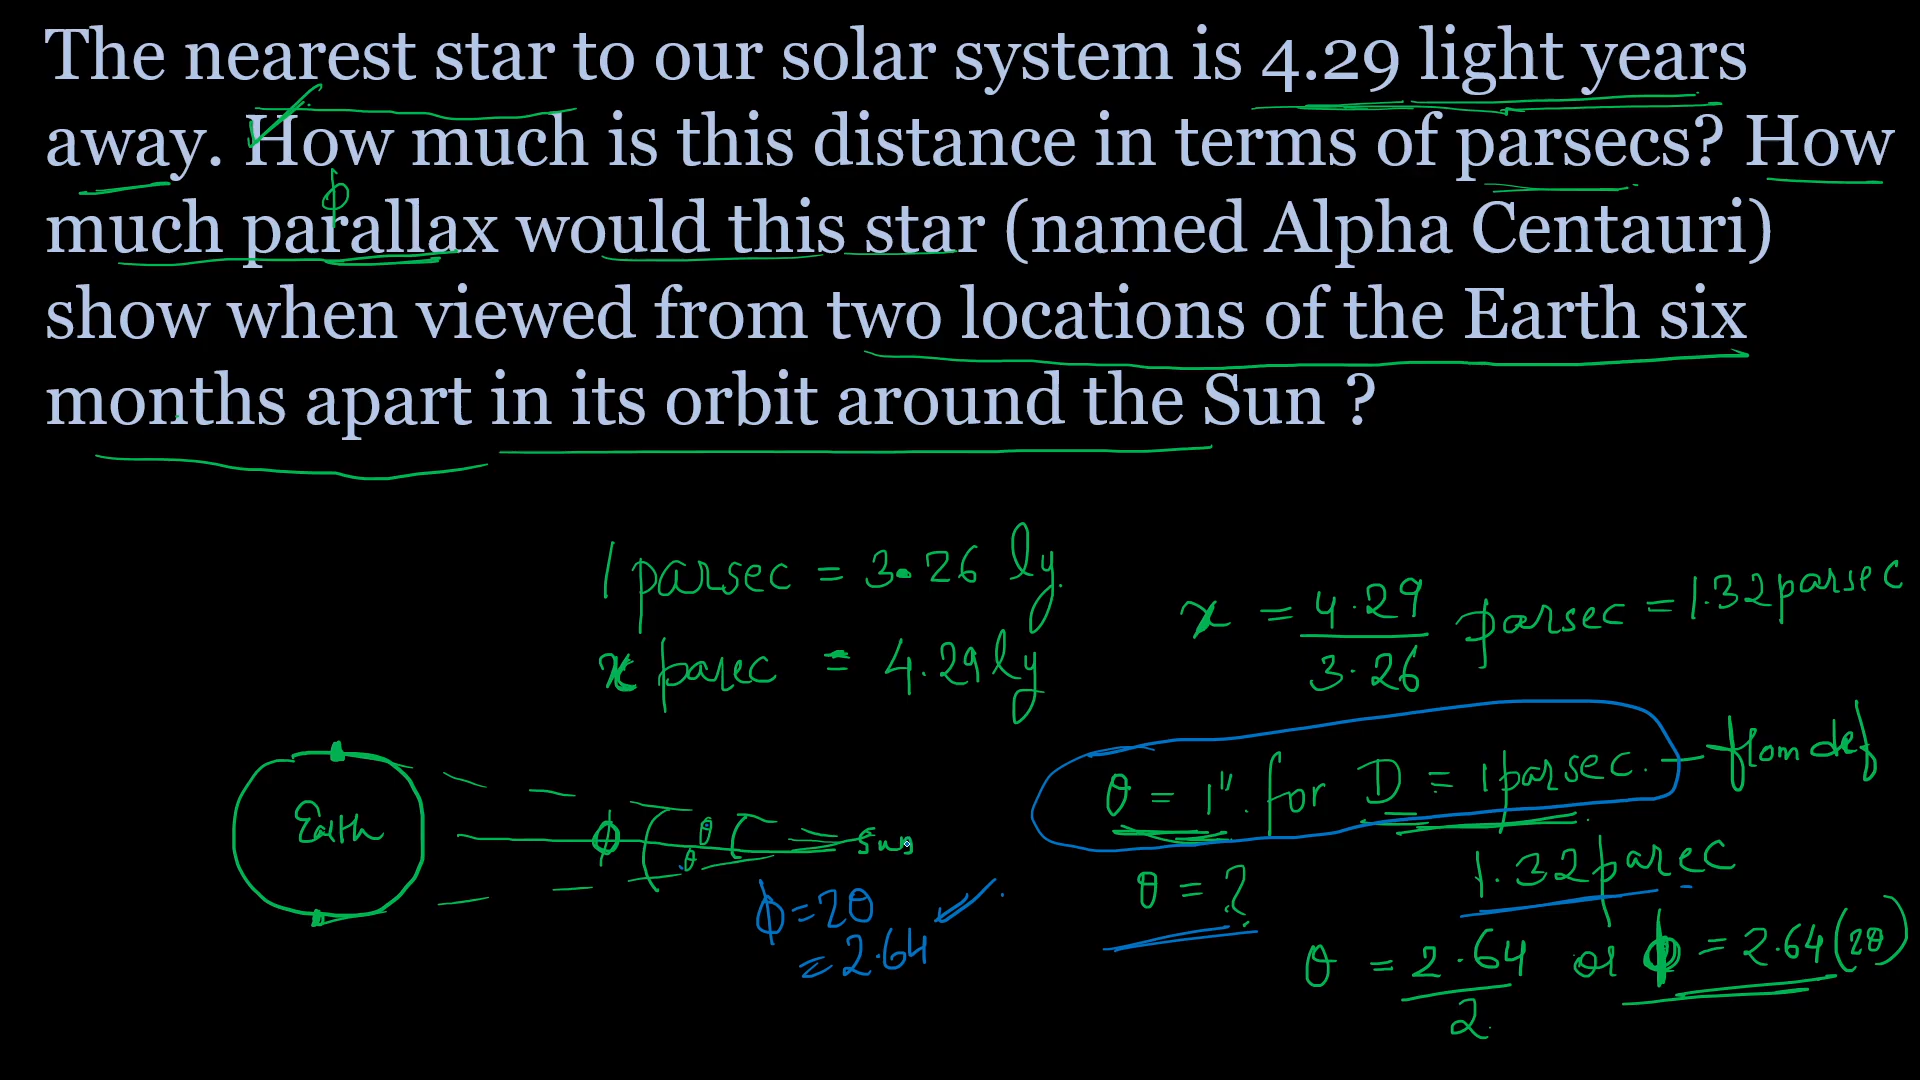 The nearest star to our solar system is 4.29 light years
away. How much is this distance in terms of parsecs? How
ϕ
much parallax would this star (named Alpha Centauri)
show when viewed from two locations of the Earth six
months apart in its orbit around the Sun ?
1 parsec = 3.26 ly.
x = 4.29/3.26 parsec = 1.32 parsec
x parec = 4.29 ly
Earth
ϕ θ θ
θ = 1". for D = 1 parsec. — from def
θ = ?
1.32 parec
ϕ = 2θ
= 2.64
θ = 2.64/2 or ϕ = 2.64 (2θ)